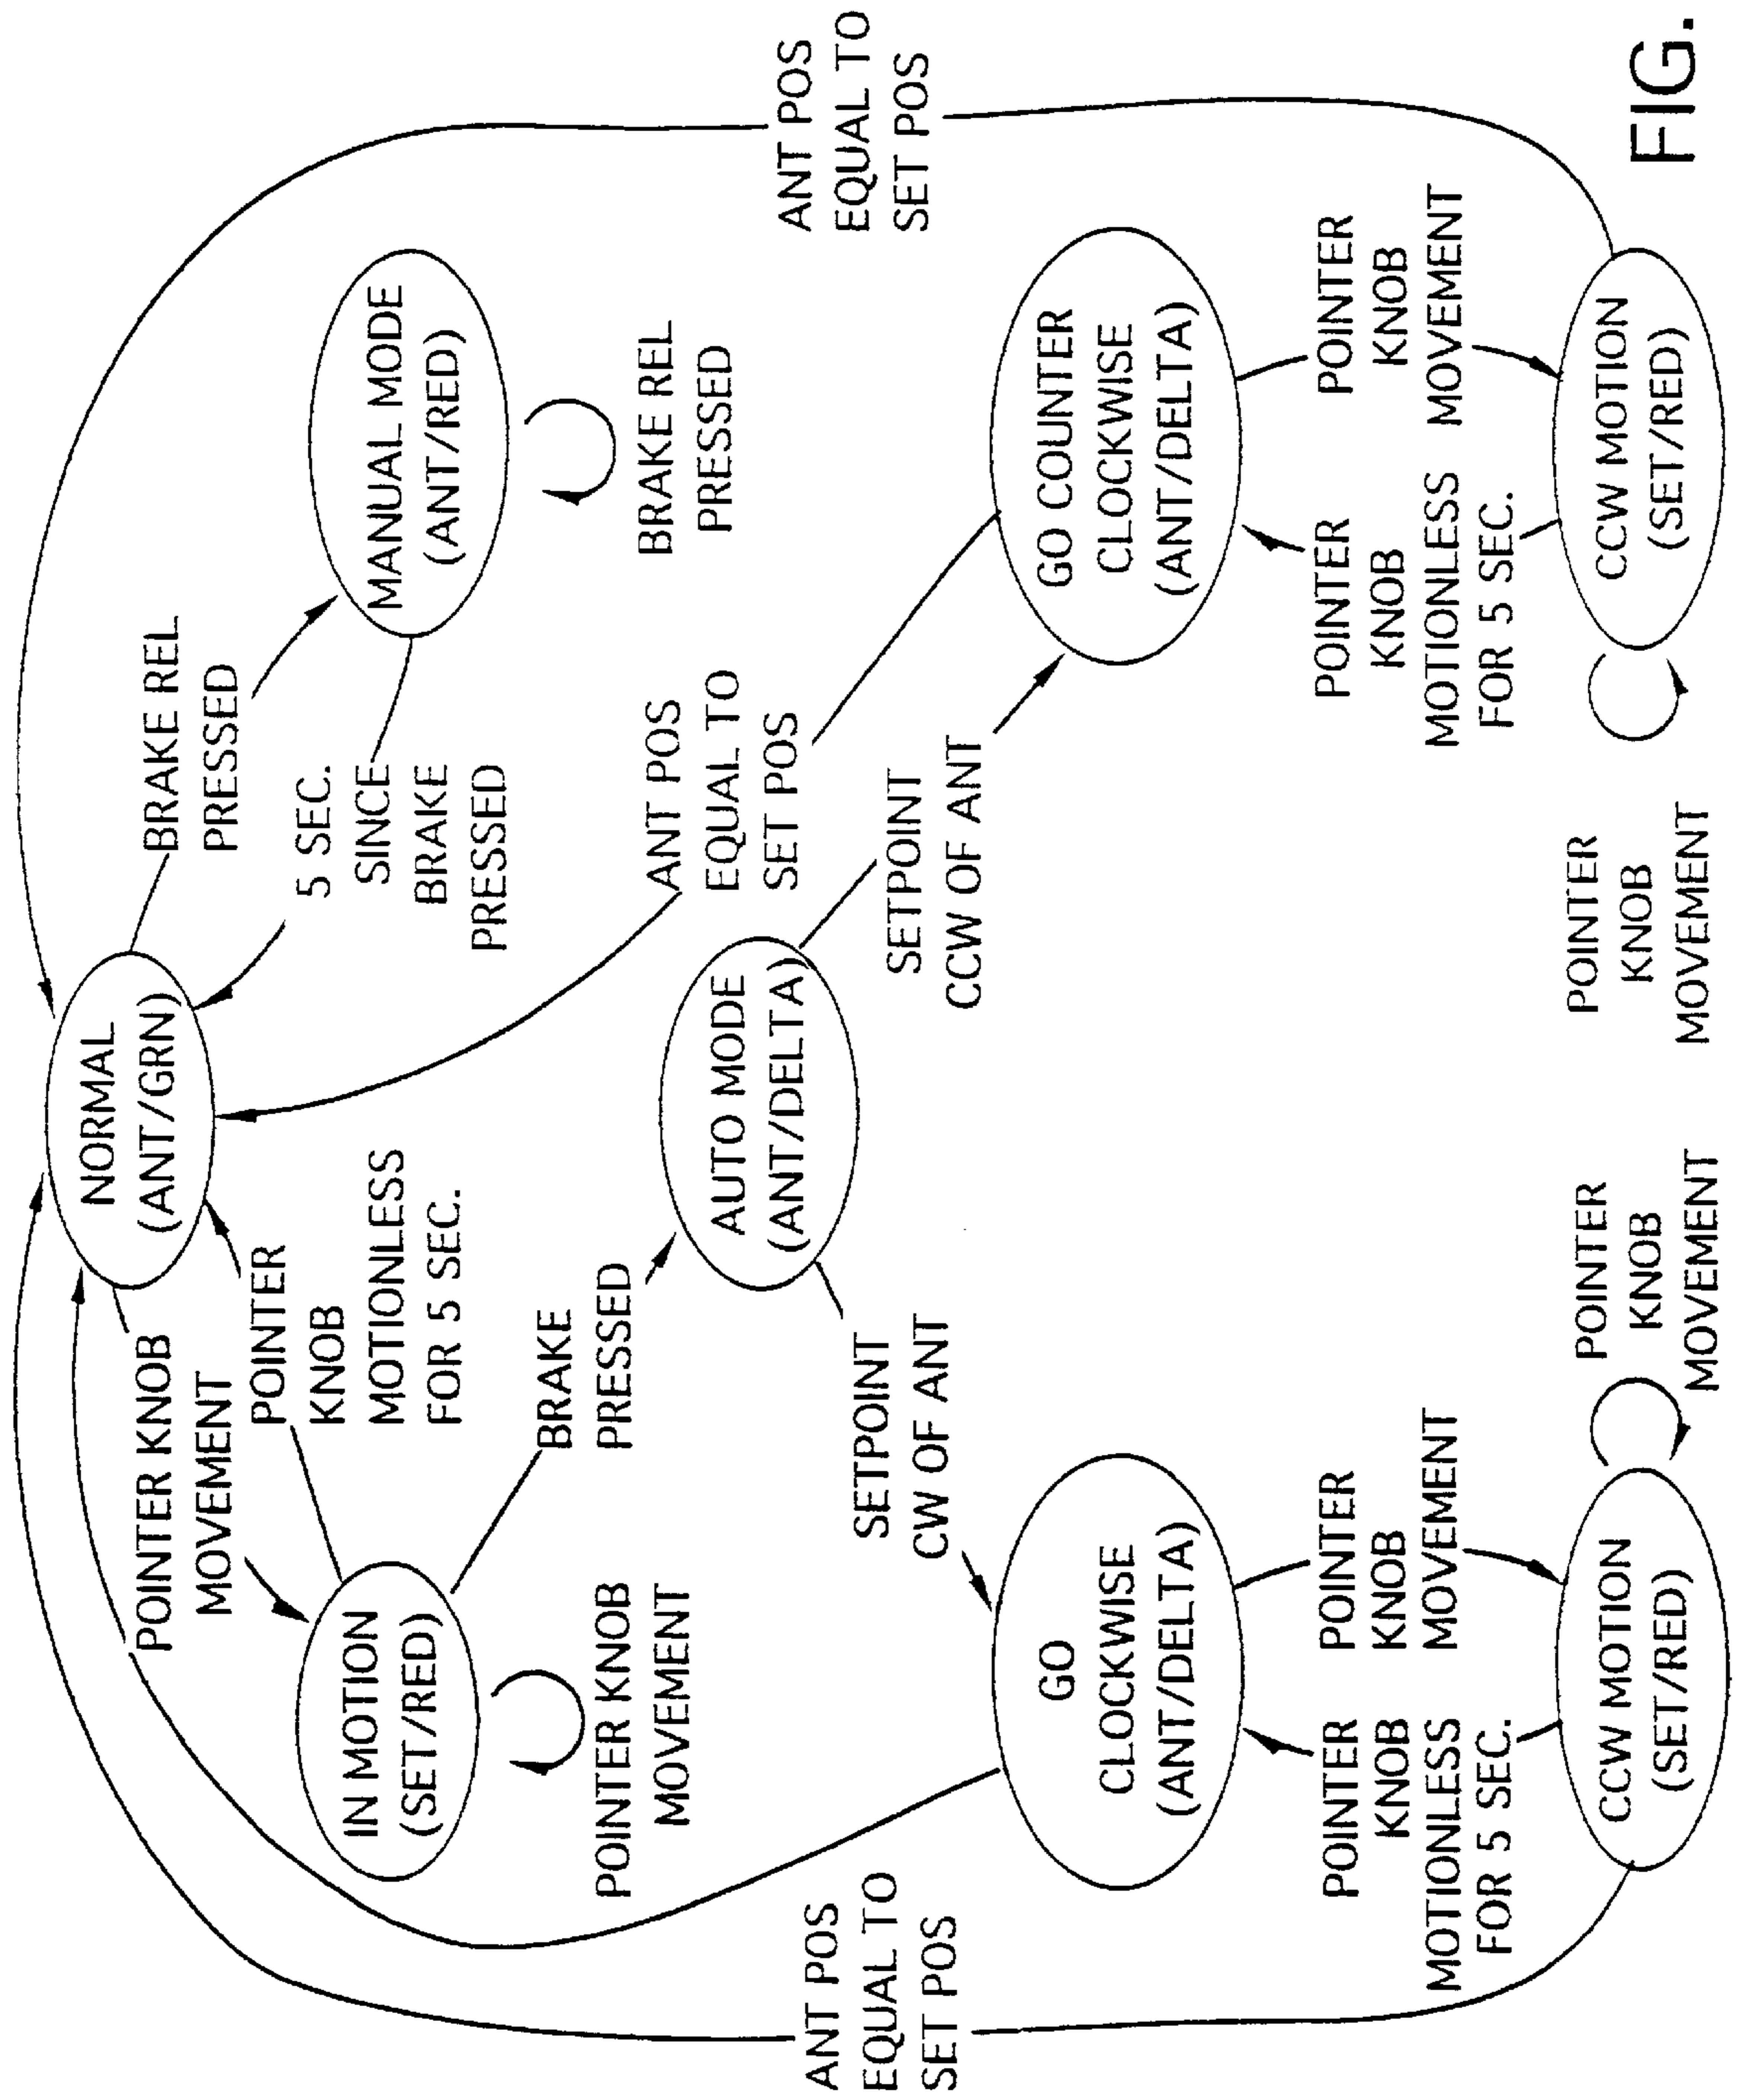 NORMAL
(ANT/GRN)
BRAKE REL
PRESSED
MANUAL MODE
(ANT/RED)
BRAKE REL
PRESSED
5 SEC.
SINCE
BRAKE
PRESSED
POINTER KNOB
MOVEMENT
POINTER
KNOB
MOTIONLESS
FOR 5 SEC.
IN MOTION
(SET/RED)
POINTER KNOB
MOVEMENT
BRAKE
PRESSED
AUTO MODE
(ANT/DELTA)
ANT POS
EQUAL TO
SET POS
ANT POS
EQUAL TO
SET POS
ANT POS
EQUAL TO
SET POS
SETPOINT
CW OF ANT
SETPOINT
CCW OF ANT
GO
CLOCKWISE
(ANT/DELTA)
GO COUNTER
CLOCKWISE
(ANT/DELTA)
POINTER
KNOB
MOTIONLESS
FOR 5 SEC.
POINTER
KNOB
MOVEMENT
POINTER
KNOB
MOTIONLESS
FOR 5 SEC.
POINTER
KNOB
MOVEMENT
CCW MOTION
(SET/RED)
POINTER
KNOB
MOVEMENT
POINTER
KNOB
MOVEMENT
CCW MOTION
(SET/RED)
FIG.